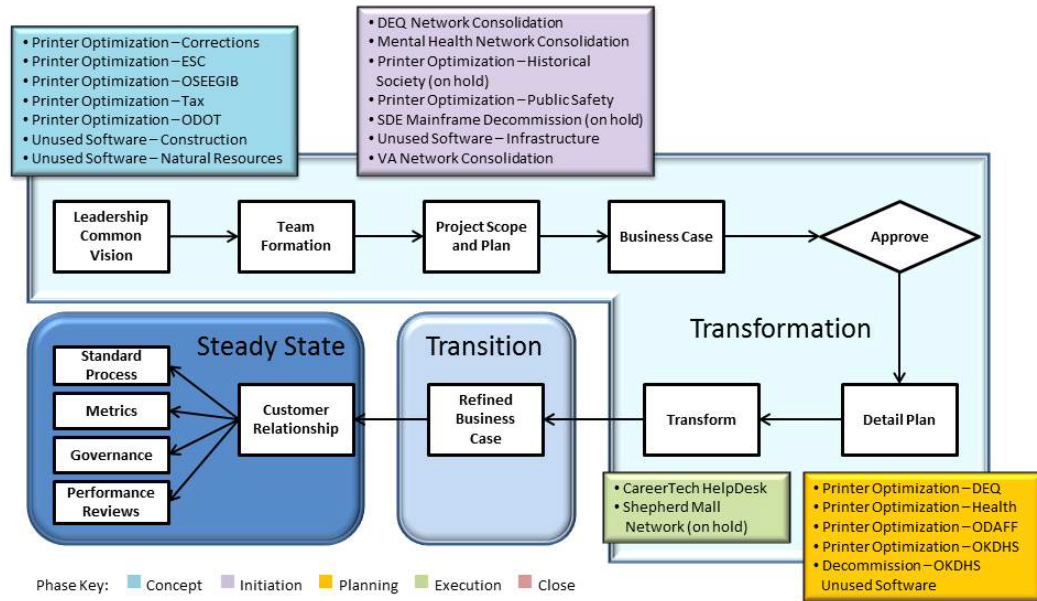 • Printer Optimization – Corrections
• Printer Optimization – ESC
• Printer Optimization – OSEEGIB
• Printer Optimization – Tax
• Printer Optimization – ODOT
• Unused Software – Construction
• Unused Software – Natural Resources
• DEQ Network Consolidation
• Mental Health Network Consolidation
• Printer Optimization – Historical
Society (on hold)
• Printer Optimization – Public Safety
• SDE Mainframe Decommission (on hold)
• Unused Software – Infrastructure
• VA Network Consolidation
Leadership
Common
Vision
Team
Formation
Project Scope
and Plan
Business Case
Approve
Transformation
Steady State
Transition
Standard
Process
Metrics
Governance
Performance
Reviews
Customer
Relationship
Refined
Business
Case
Transform
Detail Plan
• CareerTech HelpDesk
• Shepherd Mall
Network (on hold)
• Printer Optimization – DEQ
• Printer Optimization – Health
• Printer Optimization – ODAFF
• Printer Optimization – OKDHS
• Decommission – OKDHS
Unused Software
Phase Key: Concept Initiation Planning Execution Close